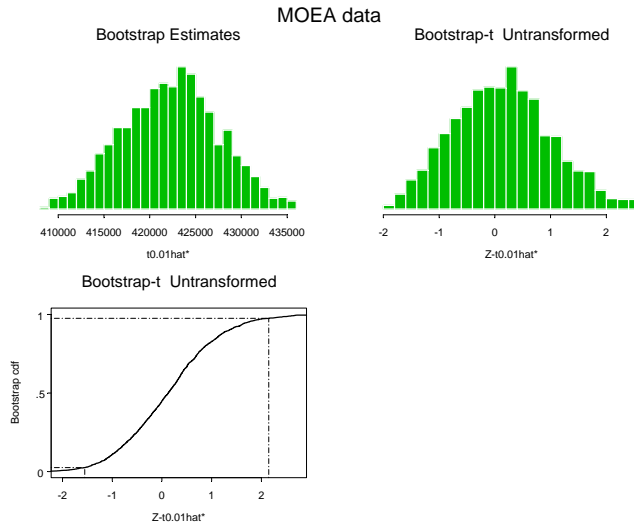 MOEA data
Bootstrap Estimates
410000 415000 420000 425000 430000 435000
t0.01hat*
Bootstrap-t Untransformed
-2 -1 0 1 2
Z-t0.01hat*
Bootstrap-t Untransformed
Bootstrap cdf
1
.5
0
-2 -1 0 1 2
Z-t0.01hat*